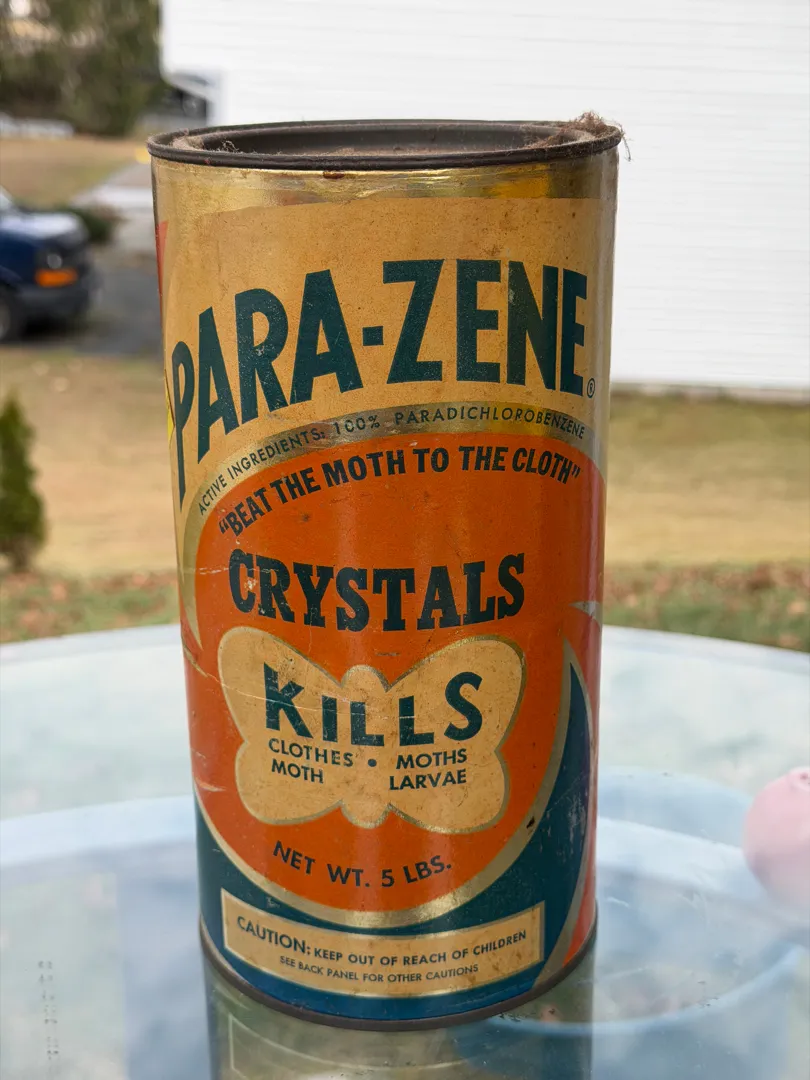 PARA-ZENE®
ACTIVE INGREDIENTS: 100% PARADICHLOROBENZENE
"BEAT THE MOTH TO THE CLOTH"
CRYSTALS
KILLS
CLOTHES • MOTHS
MOTH LARVAE
NET WT. 5 LBS.
CAUTION: KEEP OUT OF REACH OF CHILDREN
SEE BACK PANEL FOR OTHER CAUTIONS